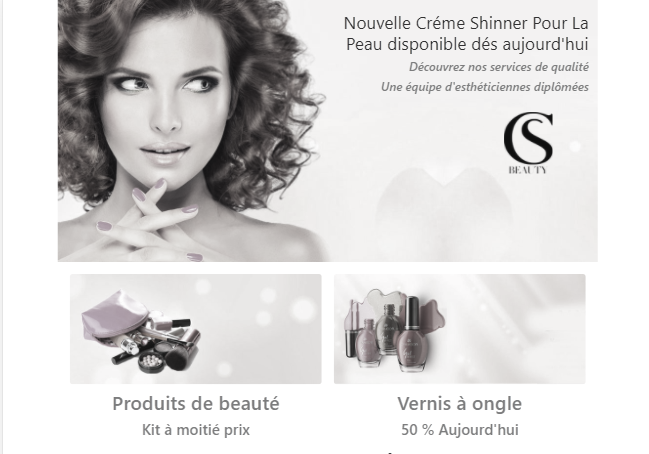 Nouvelle Créme Shinner Pour La
Peau disponible dés aujourd'hui
Découvrez nos services de qualité
Une équipe d'esthéticiennes diplômées
CS
BEAUTY
Produits de beauté
Kit à moitié prix
Vernis à ongle
50 % Aujourd'hui